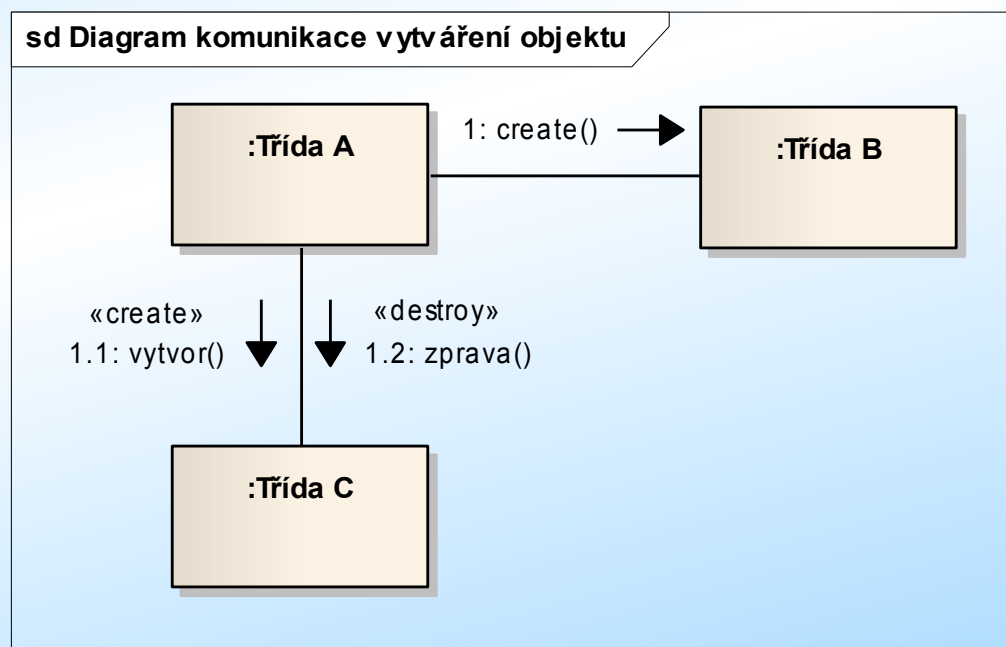 sd Diagram komunikace vytváření objektu
:Třída A
1: create()
:Třída B
«create»
1.1: vytvor()
«destroy»
1.2: zprava()
:Třída C